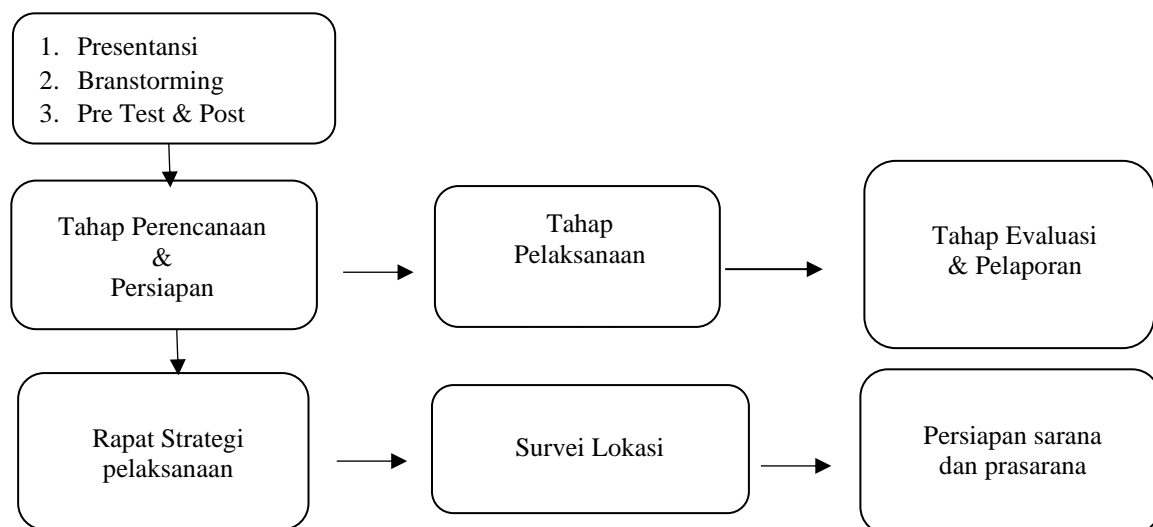 1. Presentansi
2. Branstorming
3. Pre Test & Post
Tahap Perencanaan
&
Persiapan
Tahap
Pelaksanaan
Tahap Evaluasi
& Pelaporan
Rapat Strategi
pelaksanaan
Survei Lokasi
Persiapan sarana
dan prasarana